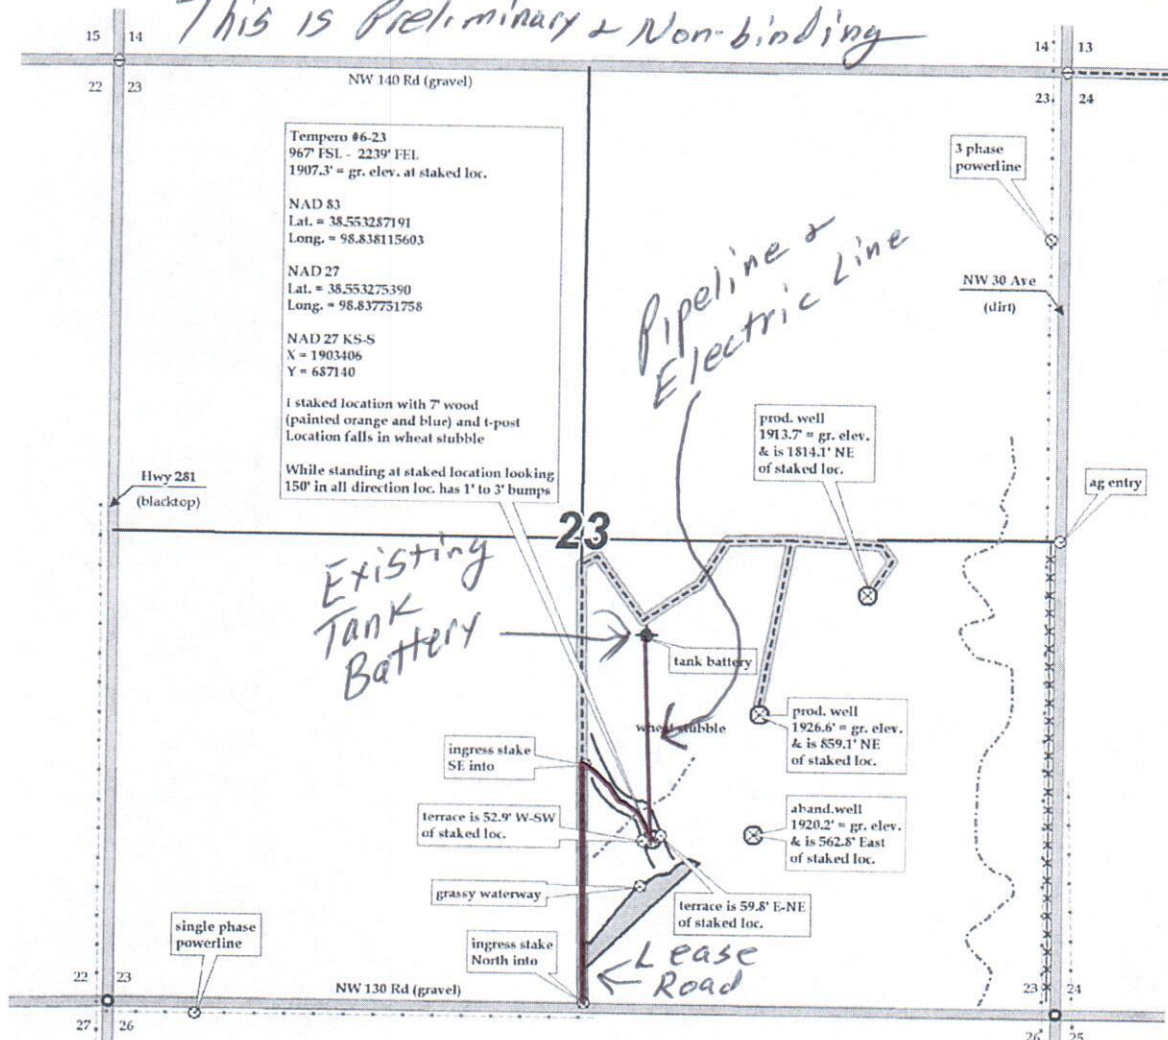 This is Preliminary & Non-binding
15 14
14 13
22 23
NW 140 Rd (gravel)
23 24
Tempero #6-23
967' FSL - 2239' FEL
1907.3' = gr. elev. at staked loc.
NAD 83
Lat. = 38.553287191
Long. = 98.838115603
NAD 27
Lat. = 38.553275390
Long. = 98.837751758
NAD 27 KS-S
X = 1903406
Y = 687140
I staked location with 7' wood
(painted orange and blue) and t-post
Location falls in wheat stubble
While standing at staked location looking
150' in all direction loc. has 1' to 3' bumps
3 phase
powerline
Pipeline &
Electric Line
NW 30 Ave
(dirt)
prod. well
1913.7' = gr. elev.
& is 1814.1' NE
of staked loc.
Hwy 281
(blacktop)
ag entry
23
Existing
Tank
Battery
tank battery
wheat stubble
prod. well
1926.6' = gr. elev.
& is 859.1' NE
of staked loc.
ingress stake
SE into
terrace is 52.9' W-SW
of staked loc.
aband.well
1920.2' = gr. elev.
& is 562.8' East
of staked loc.
grassy waterway
terrace is 59.8' E-NE
of staked loc.
single phase
powerline
ingress stake
North into
Lease
Road
22 23
NW 130 Rd (gravel)
23 24
27 26
26 25